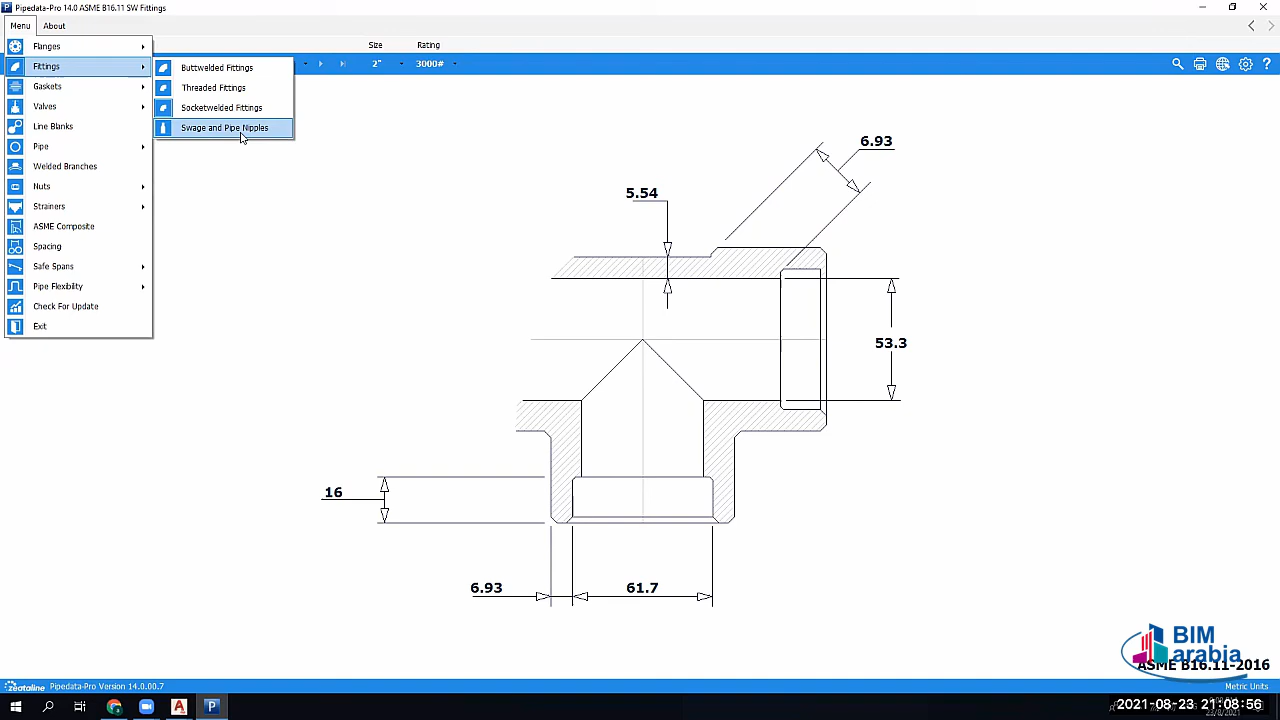 Pipedata-Pro 14.0 ASME B16.11 SW Fittings
Menu About
Size Rating
2" 3000#
Flanges
Fittings
Gaskets
Valves
Line Blanks
Pipe
Welded Branches
Nuts
Strainers
ASME Composite
Spacing
Safe Spans
Pipe Flexibility
Check For Update
Exit
Buttwelded Fittings
Threaded Fittings
Socketwelded Fittings
Swage and Pipe Nipples
6.93
5.54
53.3
16
6.93
61.7
BIM
arabia
ASME B16.11-2016
Zeataline Pipedata-Pro Version 14.0.00.7
Metric Units
2021-08-23 21:08:56